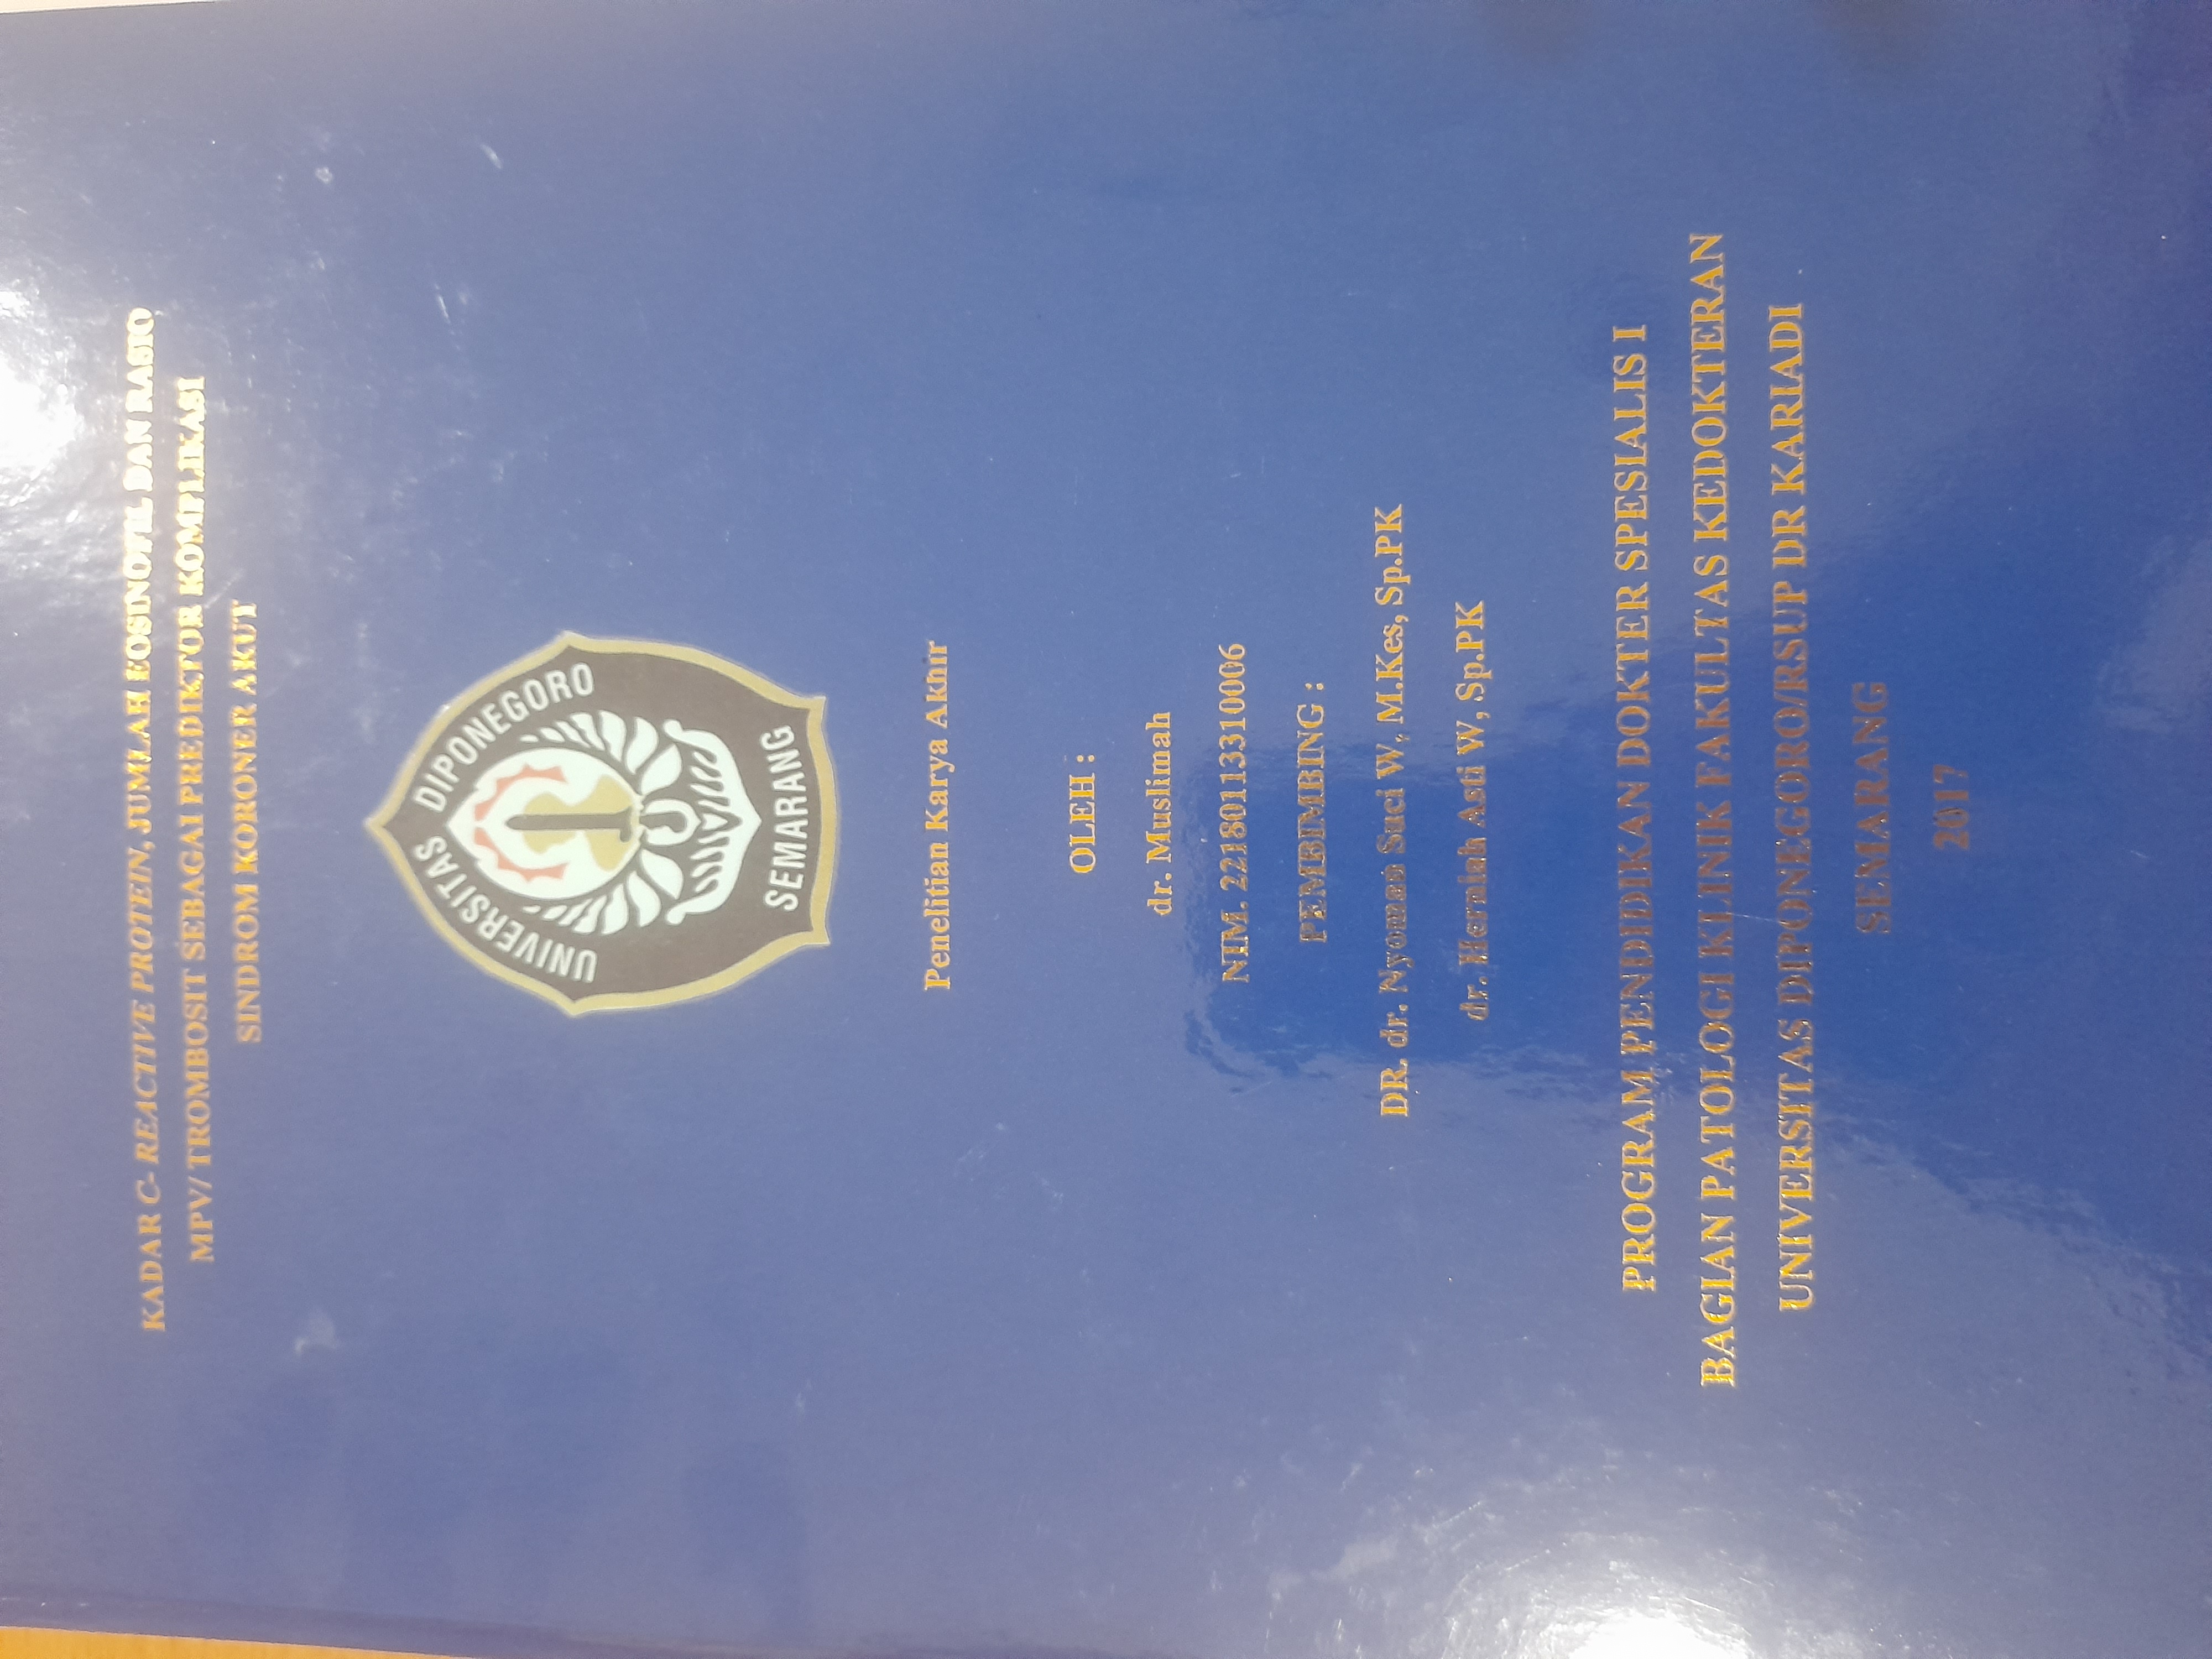 KADAR C- REACTIVE PROTEIN, JUMLAH EOSINOFIL DAN RASIO
MPV/ TROMBOSIT SEBAGAI PREDIKTOR KOMPLIKASI
SINDROM KORONER AKUT
UNIVERSITAS DIPONEGORO
SEMARANG
Penelitian Karya Akhir
OLEH :
dr. Muslimah
NIM. 22180113310006
PEMBIMBING :
DR. dr. Nyoman Suci W, M.Kes, Sp.PK
dr. Herniah Asti W, Sp.PK
PROGRAM PENDIDIKAN DOKTER SPESIALIS I
BAGIAN PATOLOGI KLINIK FAKULTAS KEDOKTERAN
UNIVERSITAS DIPONEGORO/RSUP DR KARIADI
SEMARANG
2017